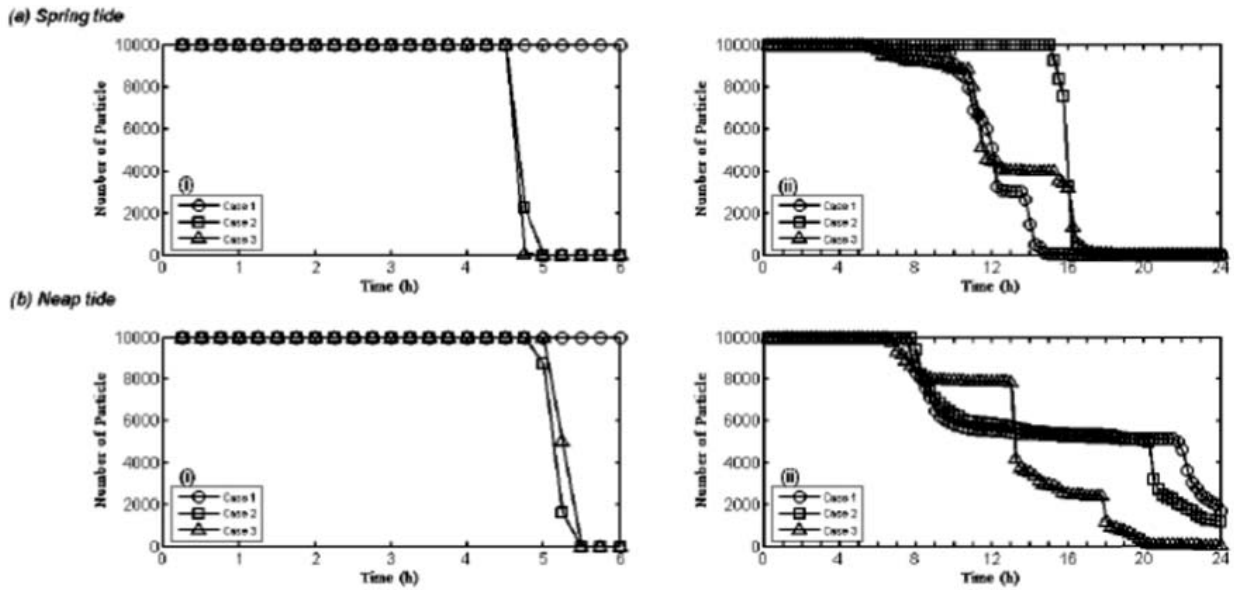 (a) Spring tide
10000
8000
6000
4000
2000
0
Number of Particle
(i)
Case 1
Case 2
Case 3
0 1 2 3 4 5 6
Time (h)
10000
8000
6000
4000
2000
0
Number of Particle
(ii)
Case 1
Case 2
Case 3
0 4 8 12 16 20 24
Time (h)
(b) Neap tide
10000
8000
6000
4000
2000
0
Number of Particle
(i)
Case 1
Case 2
Case 3
0 1 2 3 4 5 6
Time (h)
10000
8000
6000
4000
2000
0
Number of Particle
(ii)
Case 1
Case 2
Case 3
0 4 8 12 16 20 24
Time (h)